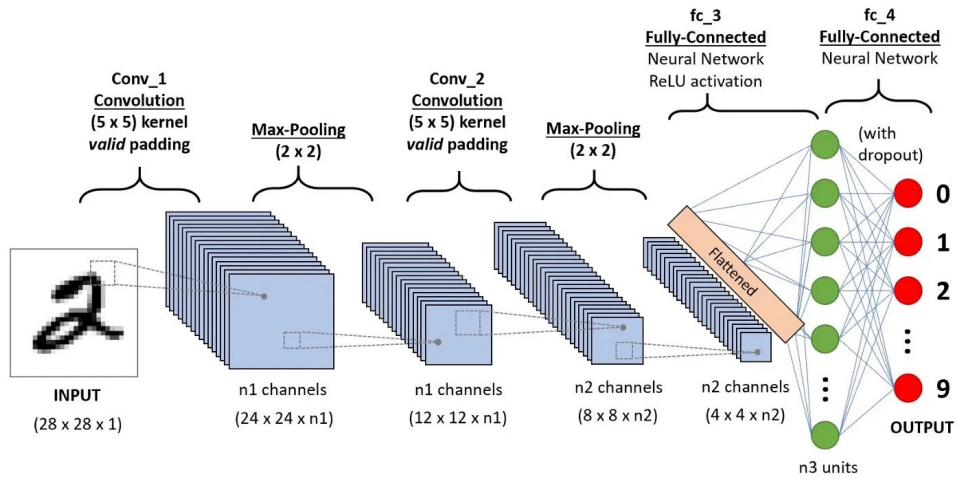 fc_3
Fully-Connected
Neural Network
ReLU activation
fc_4
Fully-Connected
Neural Network
Conv_1
Convolution
(5 x 5) kernel
valid padding
Max-Pooling
(2 x 2)
Conv_2
Convolution
(5 x 5) kernel
valid padding
Max-Pooling
(2 x 2)
(with
dropout)
Flattened
0
1
2
9
INPUT
(28 x 28 x 1)
n1 channels
(24 x 24 x n1)
n1 channels
(12 x 12 x n1)
n2 channels
(8 x 8 x n2)
n2 channels
(4 x 4 x n2)
OUTPUT
n3 units
2